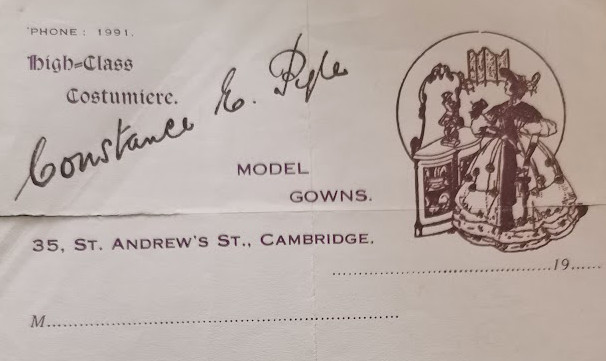 'PHONE: 1991.
High=Class
Costumiere.
Constance E. Pyle
MODEL
GOWNS.
35, ST. ANDREW'S ST., CAMBRIDGE.
19
M